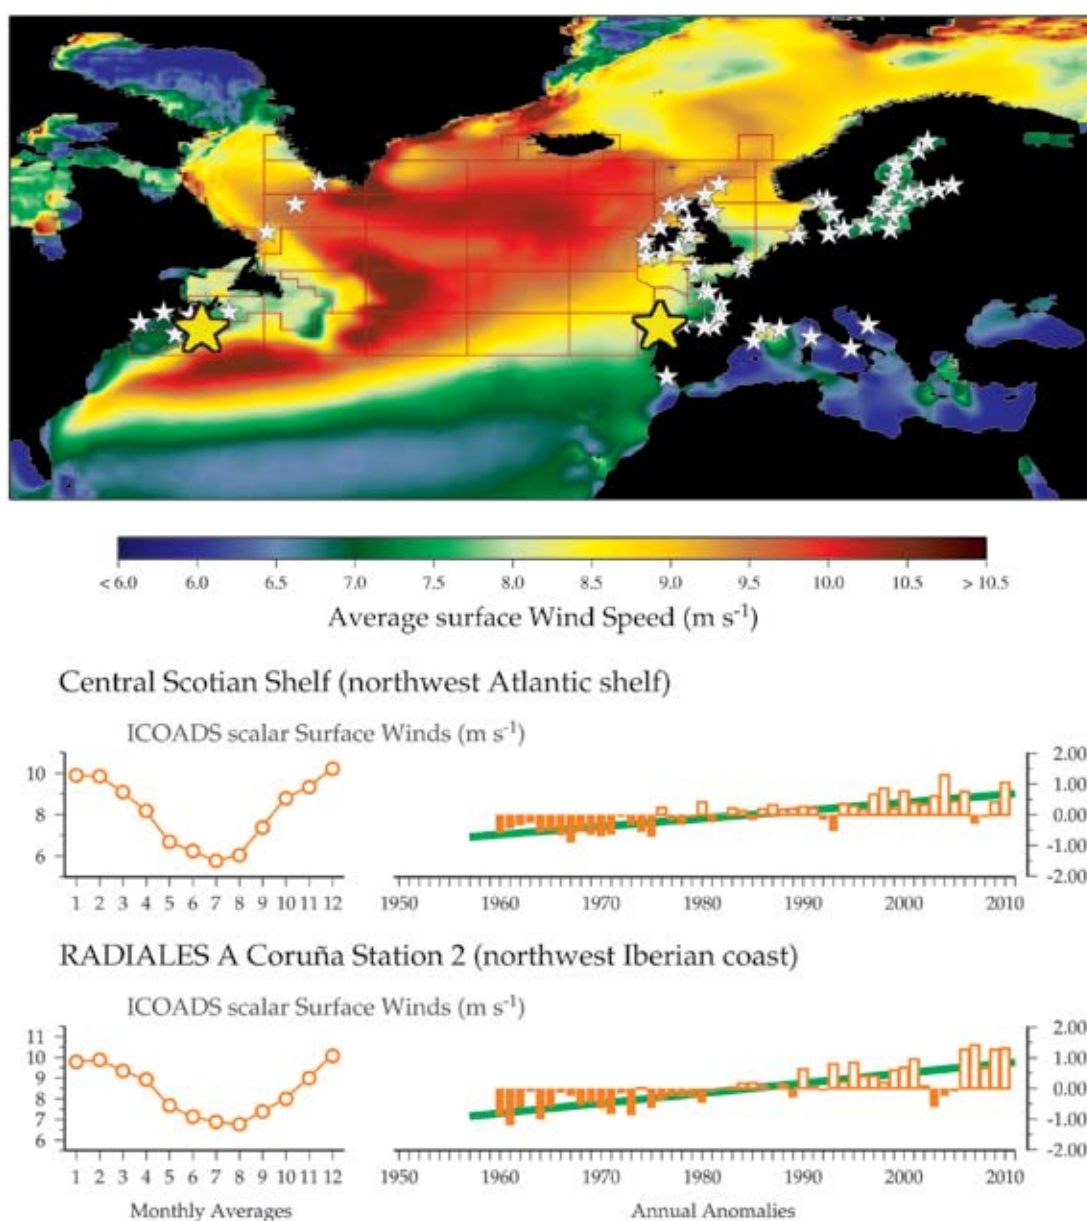 < 6.0 6.0 6.5 7.0 7.5 8.0 8.5 9.0 9.5 10.0 10.5 > 10.5
Average surface Wind Speed (m s-1)
Central Scotian Shelf (northwest Atlantic shelf)
ICOADS scalar Surface Winds (m s-1)
10
8
6
1 2 3 4 5 6 7 8 9 10 11 12
2.00
1.00
0.00
-1.00
-2.00
1950 1960 1970 1980 1990 2000 2010
RADIALES A Coruña Station 2 (northwest Iberian coast)
ICOADS scalar Surface Winds (m s-1)
11
10
9
8
7
6
1 2 3 4 5 6 7 8 9 10 11 12
2.00
1.00
0.00
-1.00
-2.00
1950 1960 1970 1980 1990 2000 2010
Monthly Averages Annual Anomalies